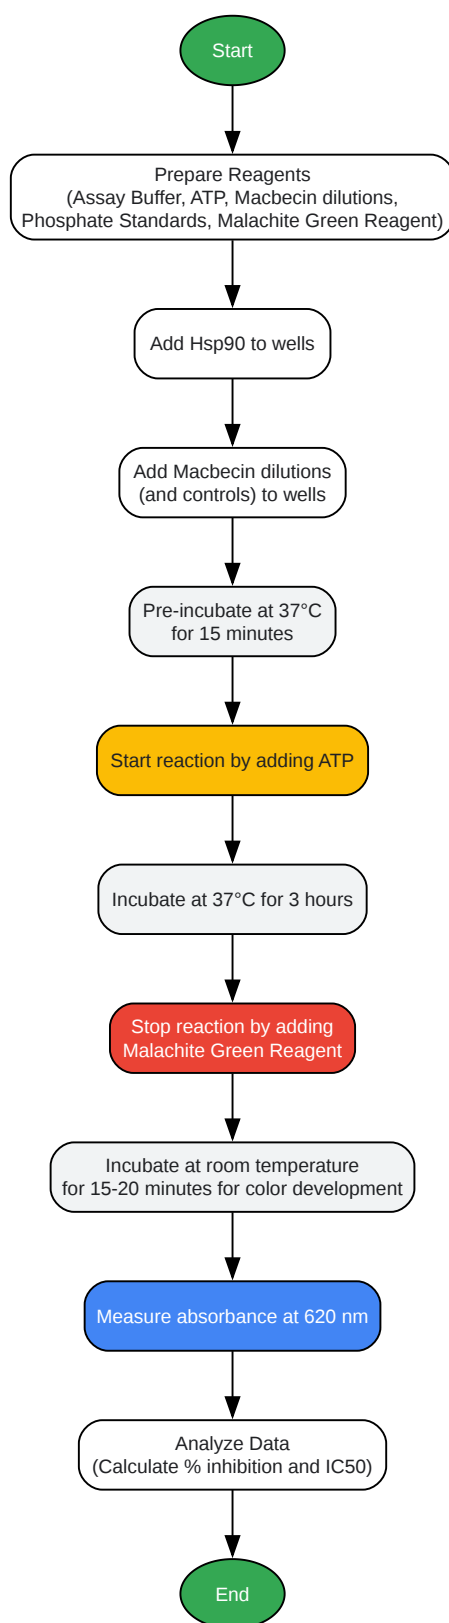 Start
Prepare Reagents
(Assay Buffer, ATP, Macbecin dilutions,
Phosphate Standards, Malachite Green Reagent)
Add Hsp90 to wells
Add Macbecin dilutions
(and controls) to wells
Pre-incubate at 37°C
for 15 minutes
Start reaction by adding ATP
Incubate at 37°C for 3 hours
Stop reaction by adding
Malachite Green Reagent
Incubate at room temperature
for 15-20 minutes for color development
Measure absorbance at 620 nm
Analyze Data
(Calculate % inhibition and IC50)
End